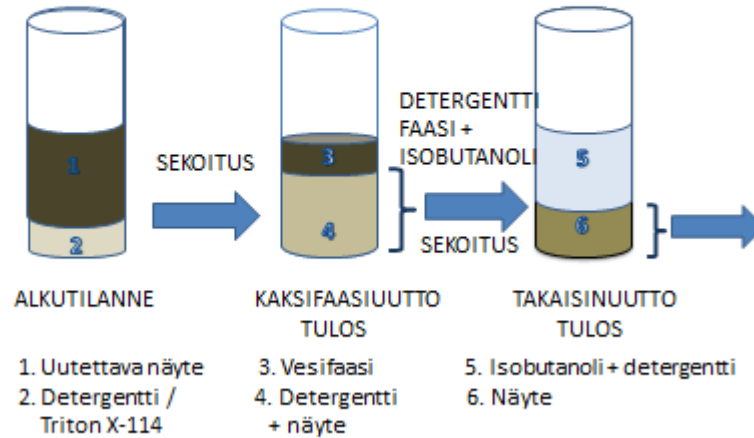 1
2
SEKOITUS
3
4
DETERGENTTI
FAASI +
ISOBUTANOLI
SEKOITUS
5
6
ALKUTILANNE
1. Uutettava näyte
2. Detergentti /
Triton X-114
KAKSIFAASIUUTTO
TULOS
3. Vesifaasi
4. Detergentti
+ näyte
TAKAISINUUTTO
TULOS
5. Isobutanoli + detergentti
6. Näyte